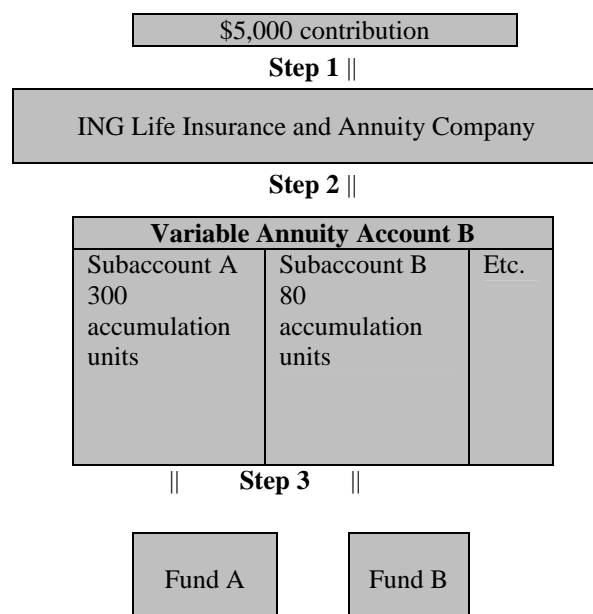 $5,000 contribution
Step 1 ||
ING Life Insurance and Annuity Company
Step 2 ||
Variable Annuity Account B
Subaccount A
300
accumulation
units
Subaccount B
80
accumulation
units
Etc.
|| Step 3 ||
Fund A
Fund B